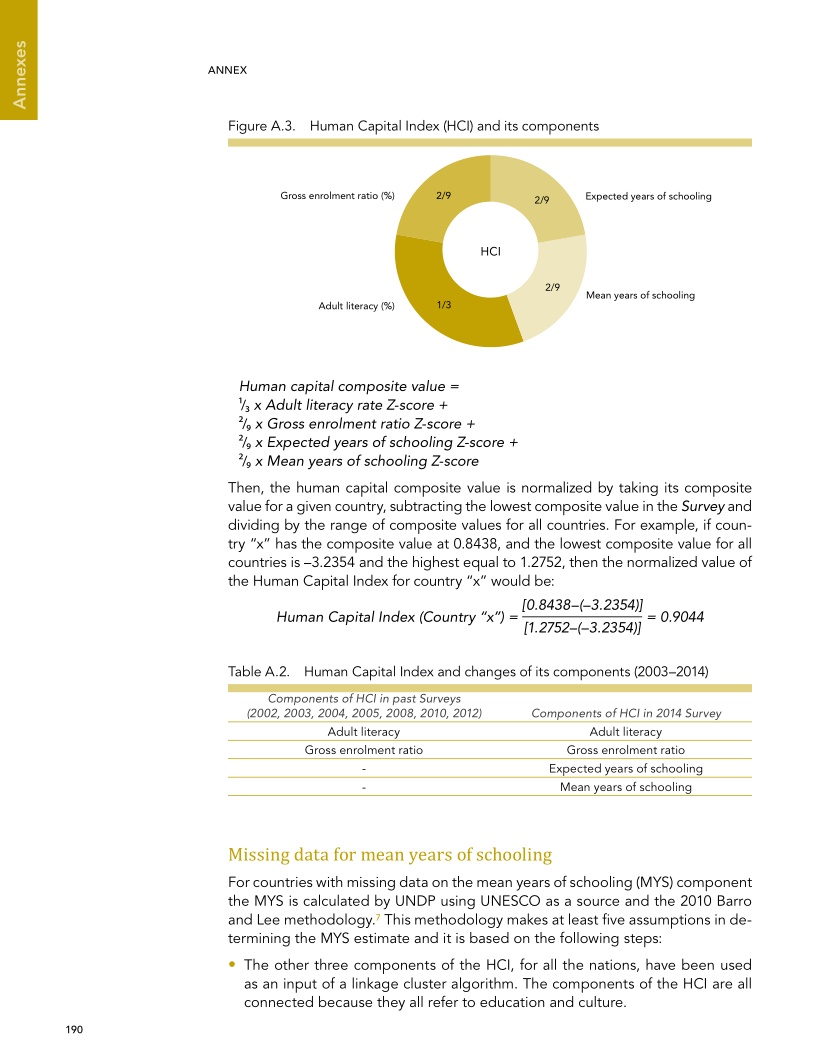 Annexes
ANNEX
Figure A.3. Human Capital Index (HCI) and its components
Gross enrolment ratio (%)
2/9
2/9
Expected years of schooling
HCI
2/9
Mean years of schooling
Adult literacy (%)
1/3
Human capital composite value =
1/3 x Adult literacy rate Z-score +
2/9 x Gross enrolment ratio Z-score +
2/9 x Expected years of schooling Z-score +
2/9 x Mean years of schooling Z-score
Then, the human capital composite value is normalized by taking its composite
value for a given country, subtracting the lowest composite value in the Survey and
dividing by the range of composite values for all countries. For example, if coun-
try “x” has the composite value at 0.8438, and the lowest composite value for all
countries is –3.2354 and the highest equal to 1.2752, then the normalized value of
the Human Capital Index for country “x” would be:
[0.8438–(–3.2354)]
Human Capital Index (Country “x”) = = 0.9044
[1.2752–(–3.2354)]
Table A.2. Human Capital Index and changes of its components (2003–2014)
Components of HCI in past Surveys
(2002, 2003, 2004, 2005, 2008, 2010, 2012) Components of HCI in 2014 Survey
Adult literacy Adult literacy
Gross enrolment ratio Gross enrolment ratio
- Expected years of schooling
- Mean years of schooling
Missing data for mean years of schooling
For countries with missing data on the mean years of schooling (MYS) component
the MYS is calculated by UNDP using UNESCO as a source and the 2010 Barro
and Lee methodology.7 This methodology makes at least five assumptions in de-
termining the MYS estimate and it is based on the following steps:
• The other three components of the HCI, for all the nations, have been used
as an input of a linkage cluster algorithm. The components of the HCI are all
connected because they all refer to education and culture.
190